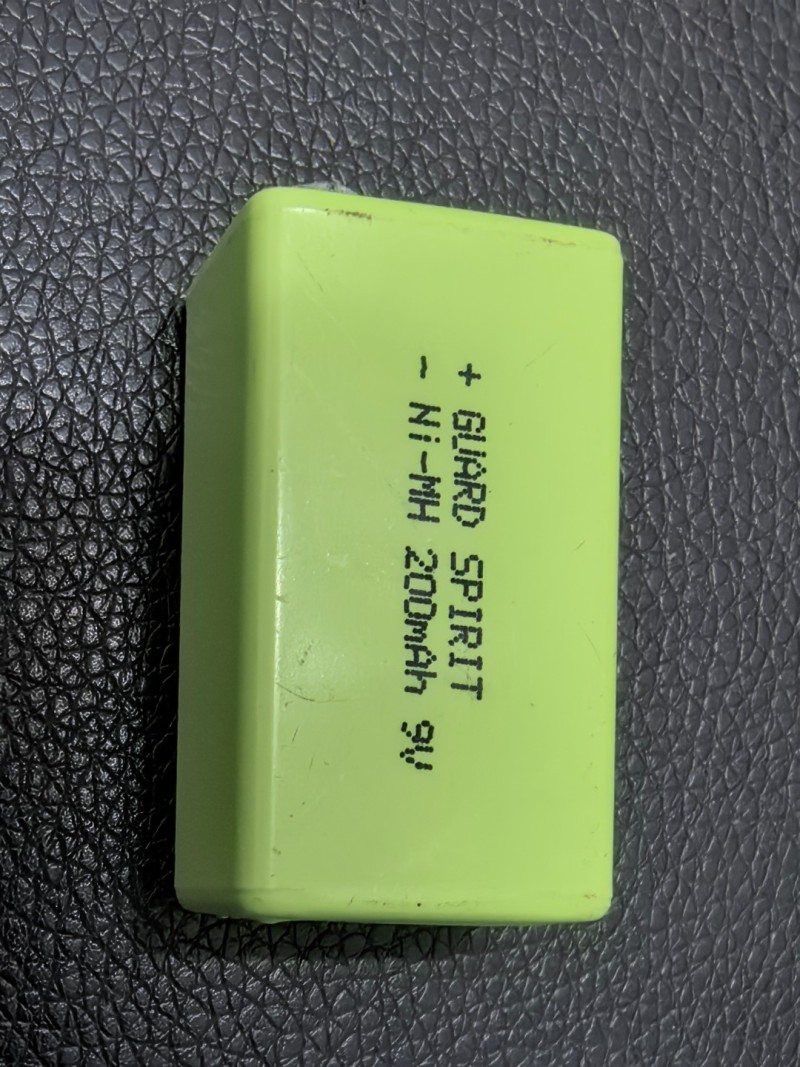 + GUARD SPIRIT
- Ni-MH 200mAh 9V